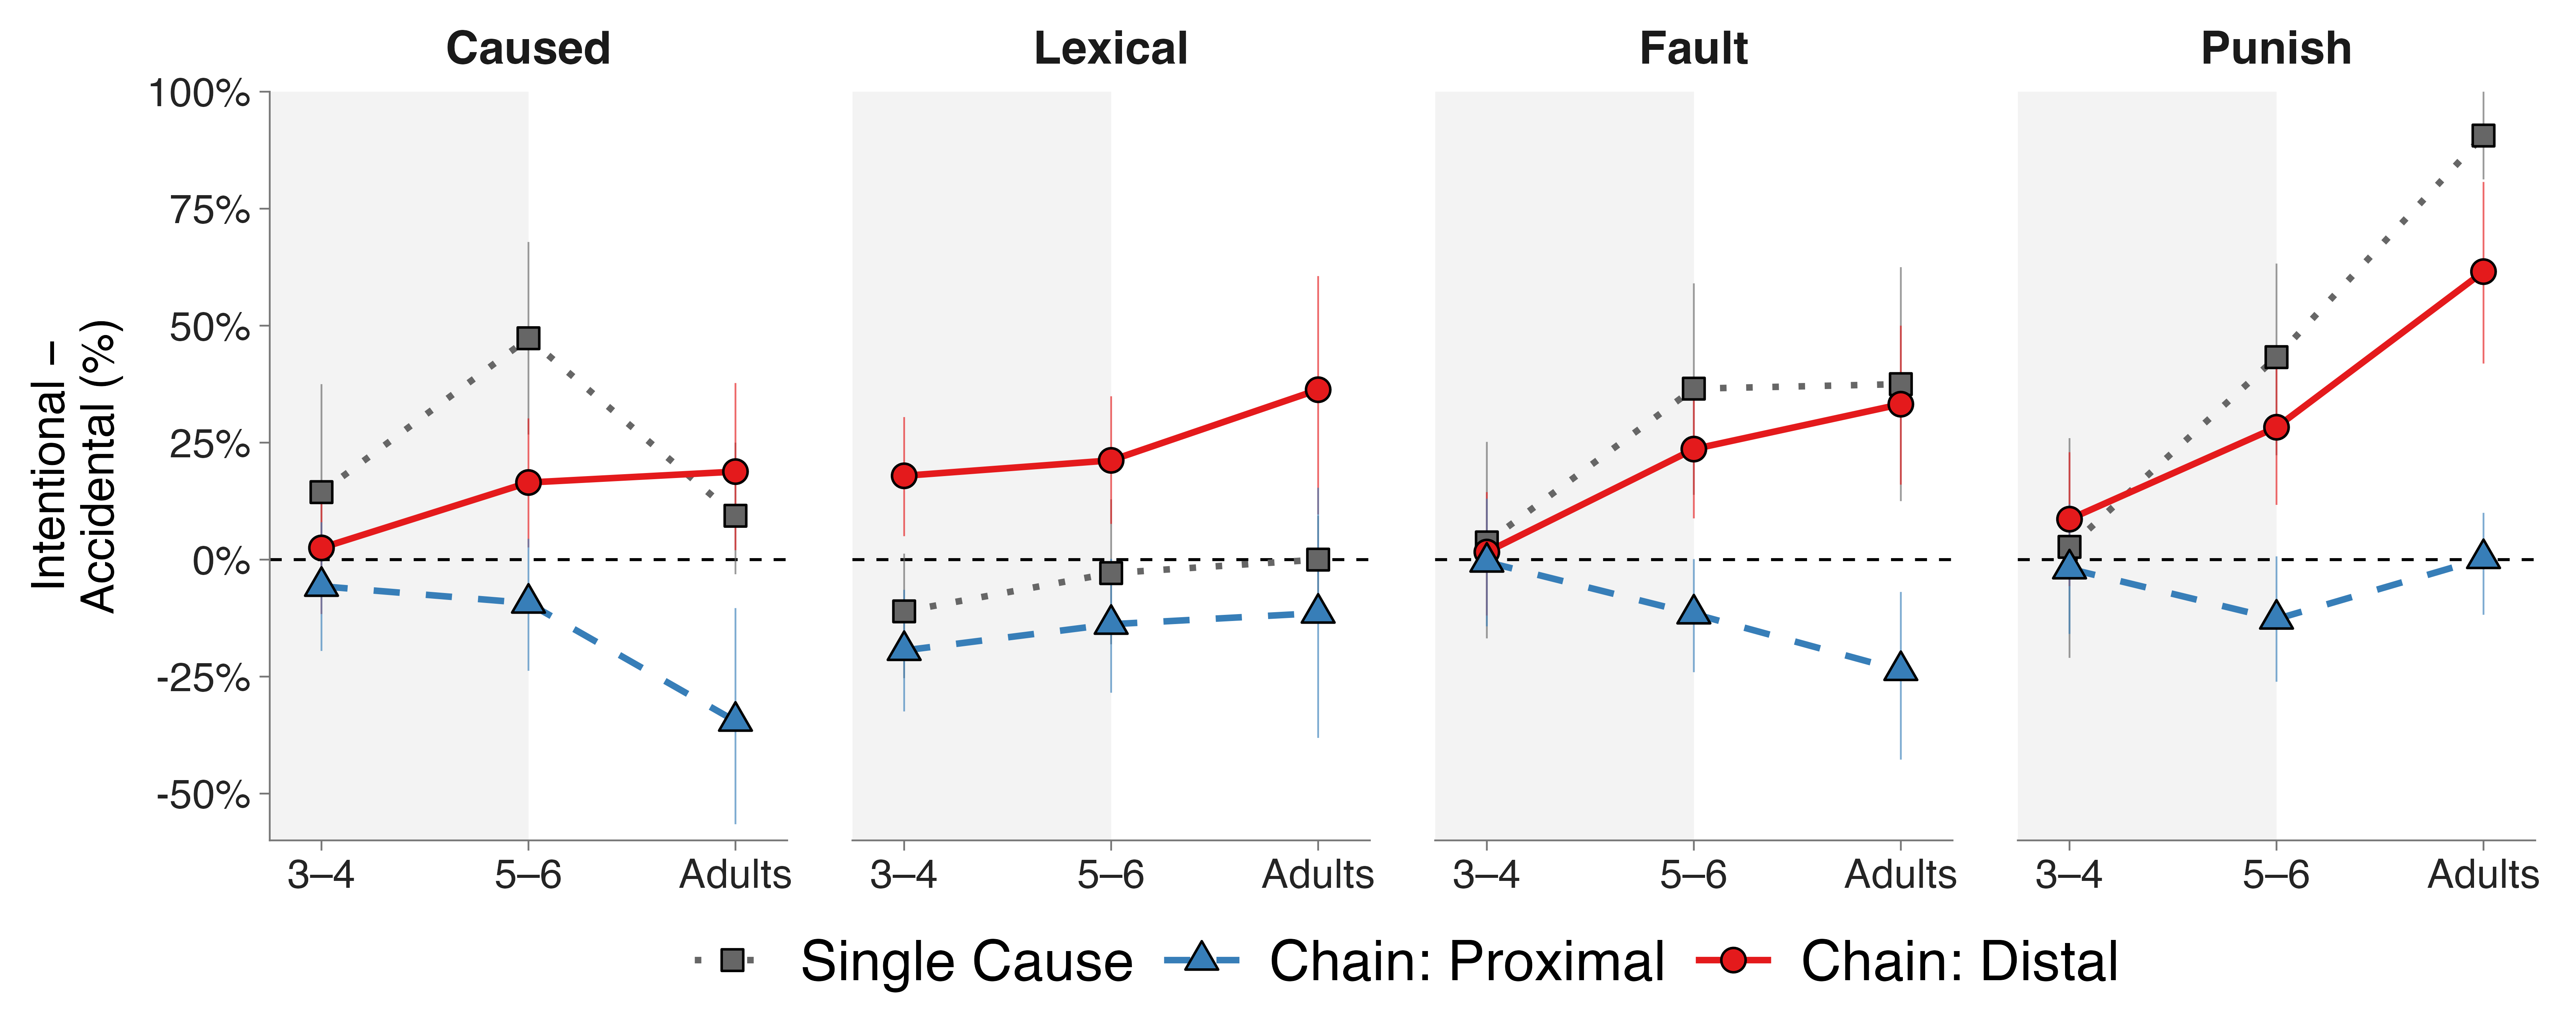 Caused Lexical Fault Punish
Intentional –
Accidental (%)
100%
75%
50%
25%
0%
-25%
-50%
3–4 5–6 Adults 3–4 5–6 Adults 3–4 5–6 Adults 3–4 5–6 Adults
Single Cause Chain: Proximal Chain: Distal